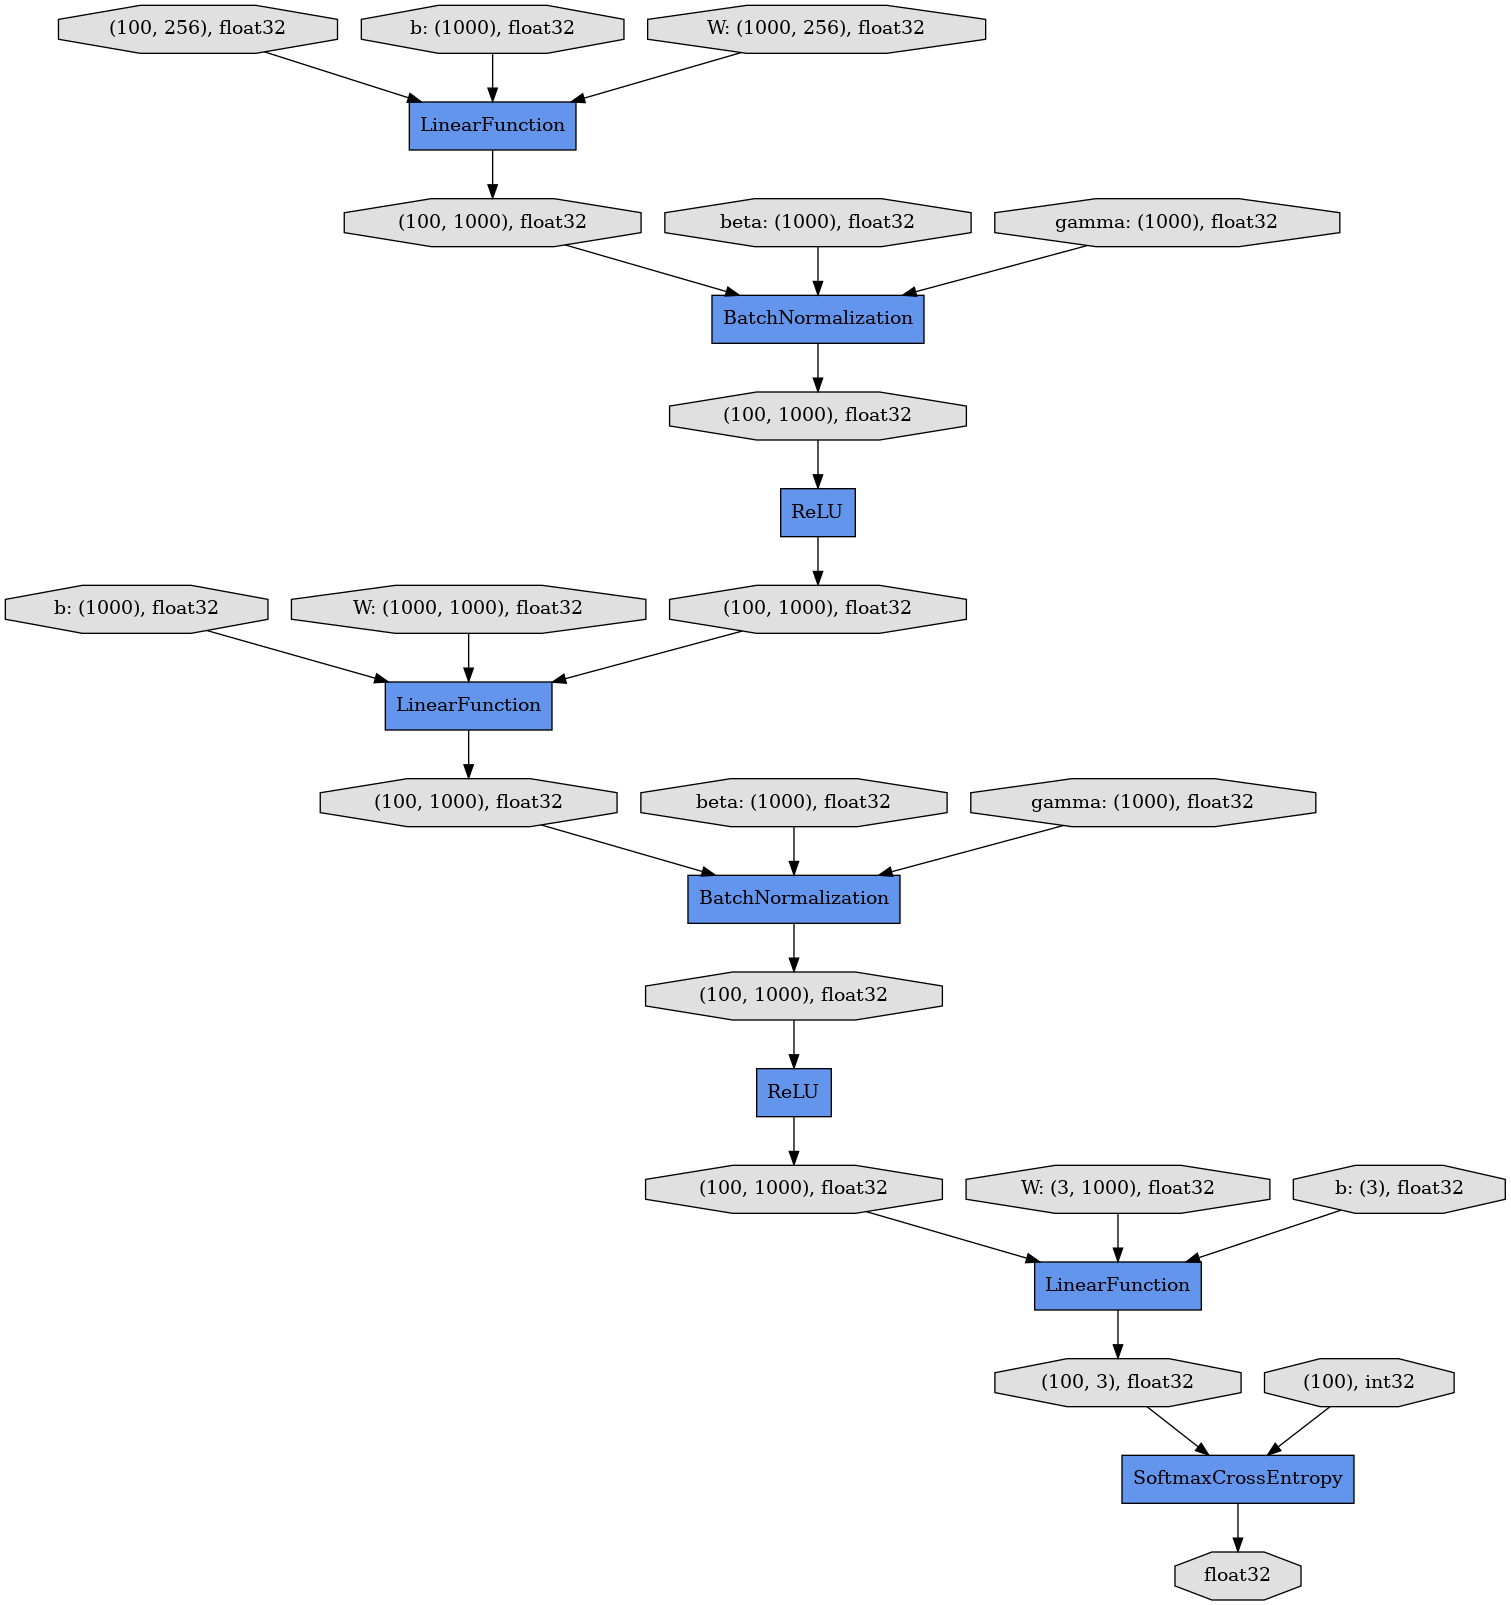 (100, 256), float32
b: (1000), float32
W: (1000, 256), float32
LinearFunction
(100, 1000), float32
beta: (1000), float32
gamma: (1000), float32
BatchNormalization
(100, 1000), float32
ReLU
b: (1000), float32
W: (1000, 1000), float32
(100, 1000), float32
LinearFunction
(100, 1000), float32
beta: (1000), float32
gamma: (1000), float32
BatchNormalization
(100, 1000), float32
ReLU
(100, 1000), float32
W: (3, 1000), float32
b: (3), float32
LinearFunction
(100, 3), float32
(100), int32
SoftmaxCrossEntropy
float32